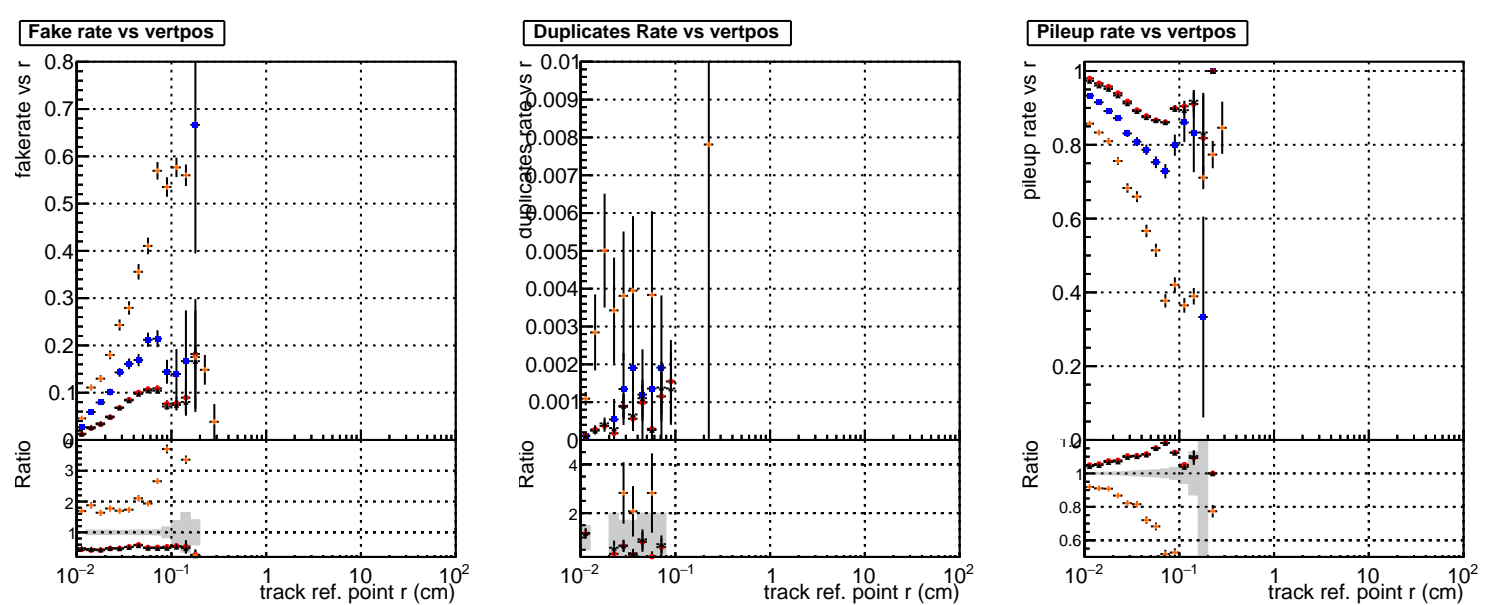 Fake rate vs vertpos
fakerate vs r
0.8
0.7
0.6
0.5
0.4
0.3
0.2
0.1
0
Ratio
3
2
1
10⁻² 10⁻¹ 1 10 10²
track ref. point r (cm)
Duplicates Rate vs vertpos
duplicates rate vs r
0.01
0.009
0.008
0.007
0.006
0.005
0.004
0.003
0.002
0.001
0
Ratio
4
2
10⁻² 10⁻¹ 1 10 10²
track ref. point r (cm)
Pileup rate vs vertpos
pileup rate vs r
1
0.8
0.6
0.4
0.2
Ratio
1
0.8
0.6
10⁻² 10⁻¹ 1 10 10²
track ref. point r (cm)